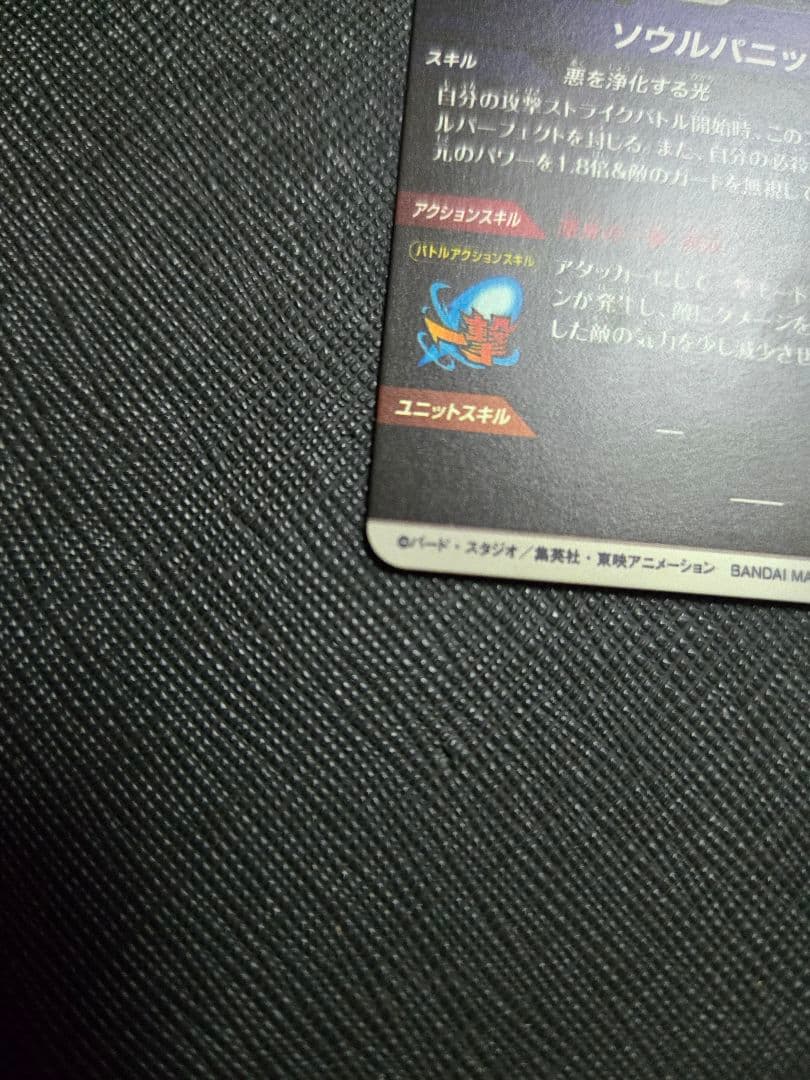 ソウルパニッ
スキル
悪を浄化する光
自分の攻撃ストライクバトル開始時、この
ルパーフェクトを封じる。また、自分の必殺
元のパワーを1.8倍&敵のガードを無視し
アクションスキル
バトルアクションスキル
アタッカーにして
ンが発生し、敵にダメージ
した敵の気力を少し減少させ
一撃
ユニットスキル
—
—
©バード・スタジオ／集英社・東映アニメーション BANDAI MA